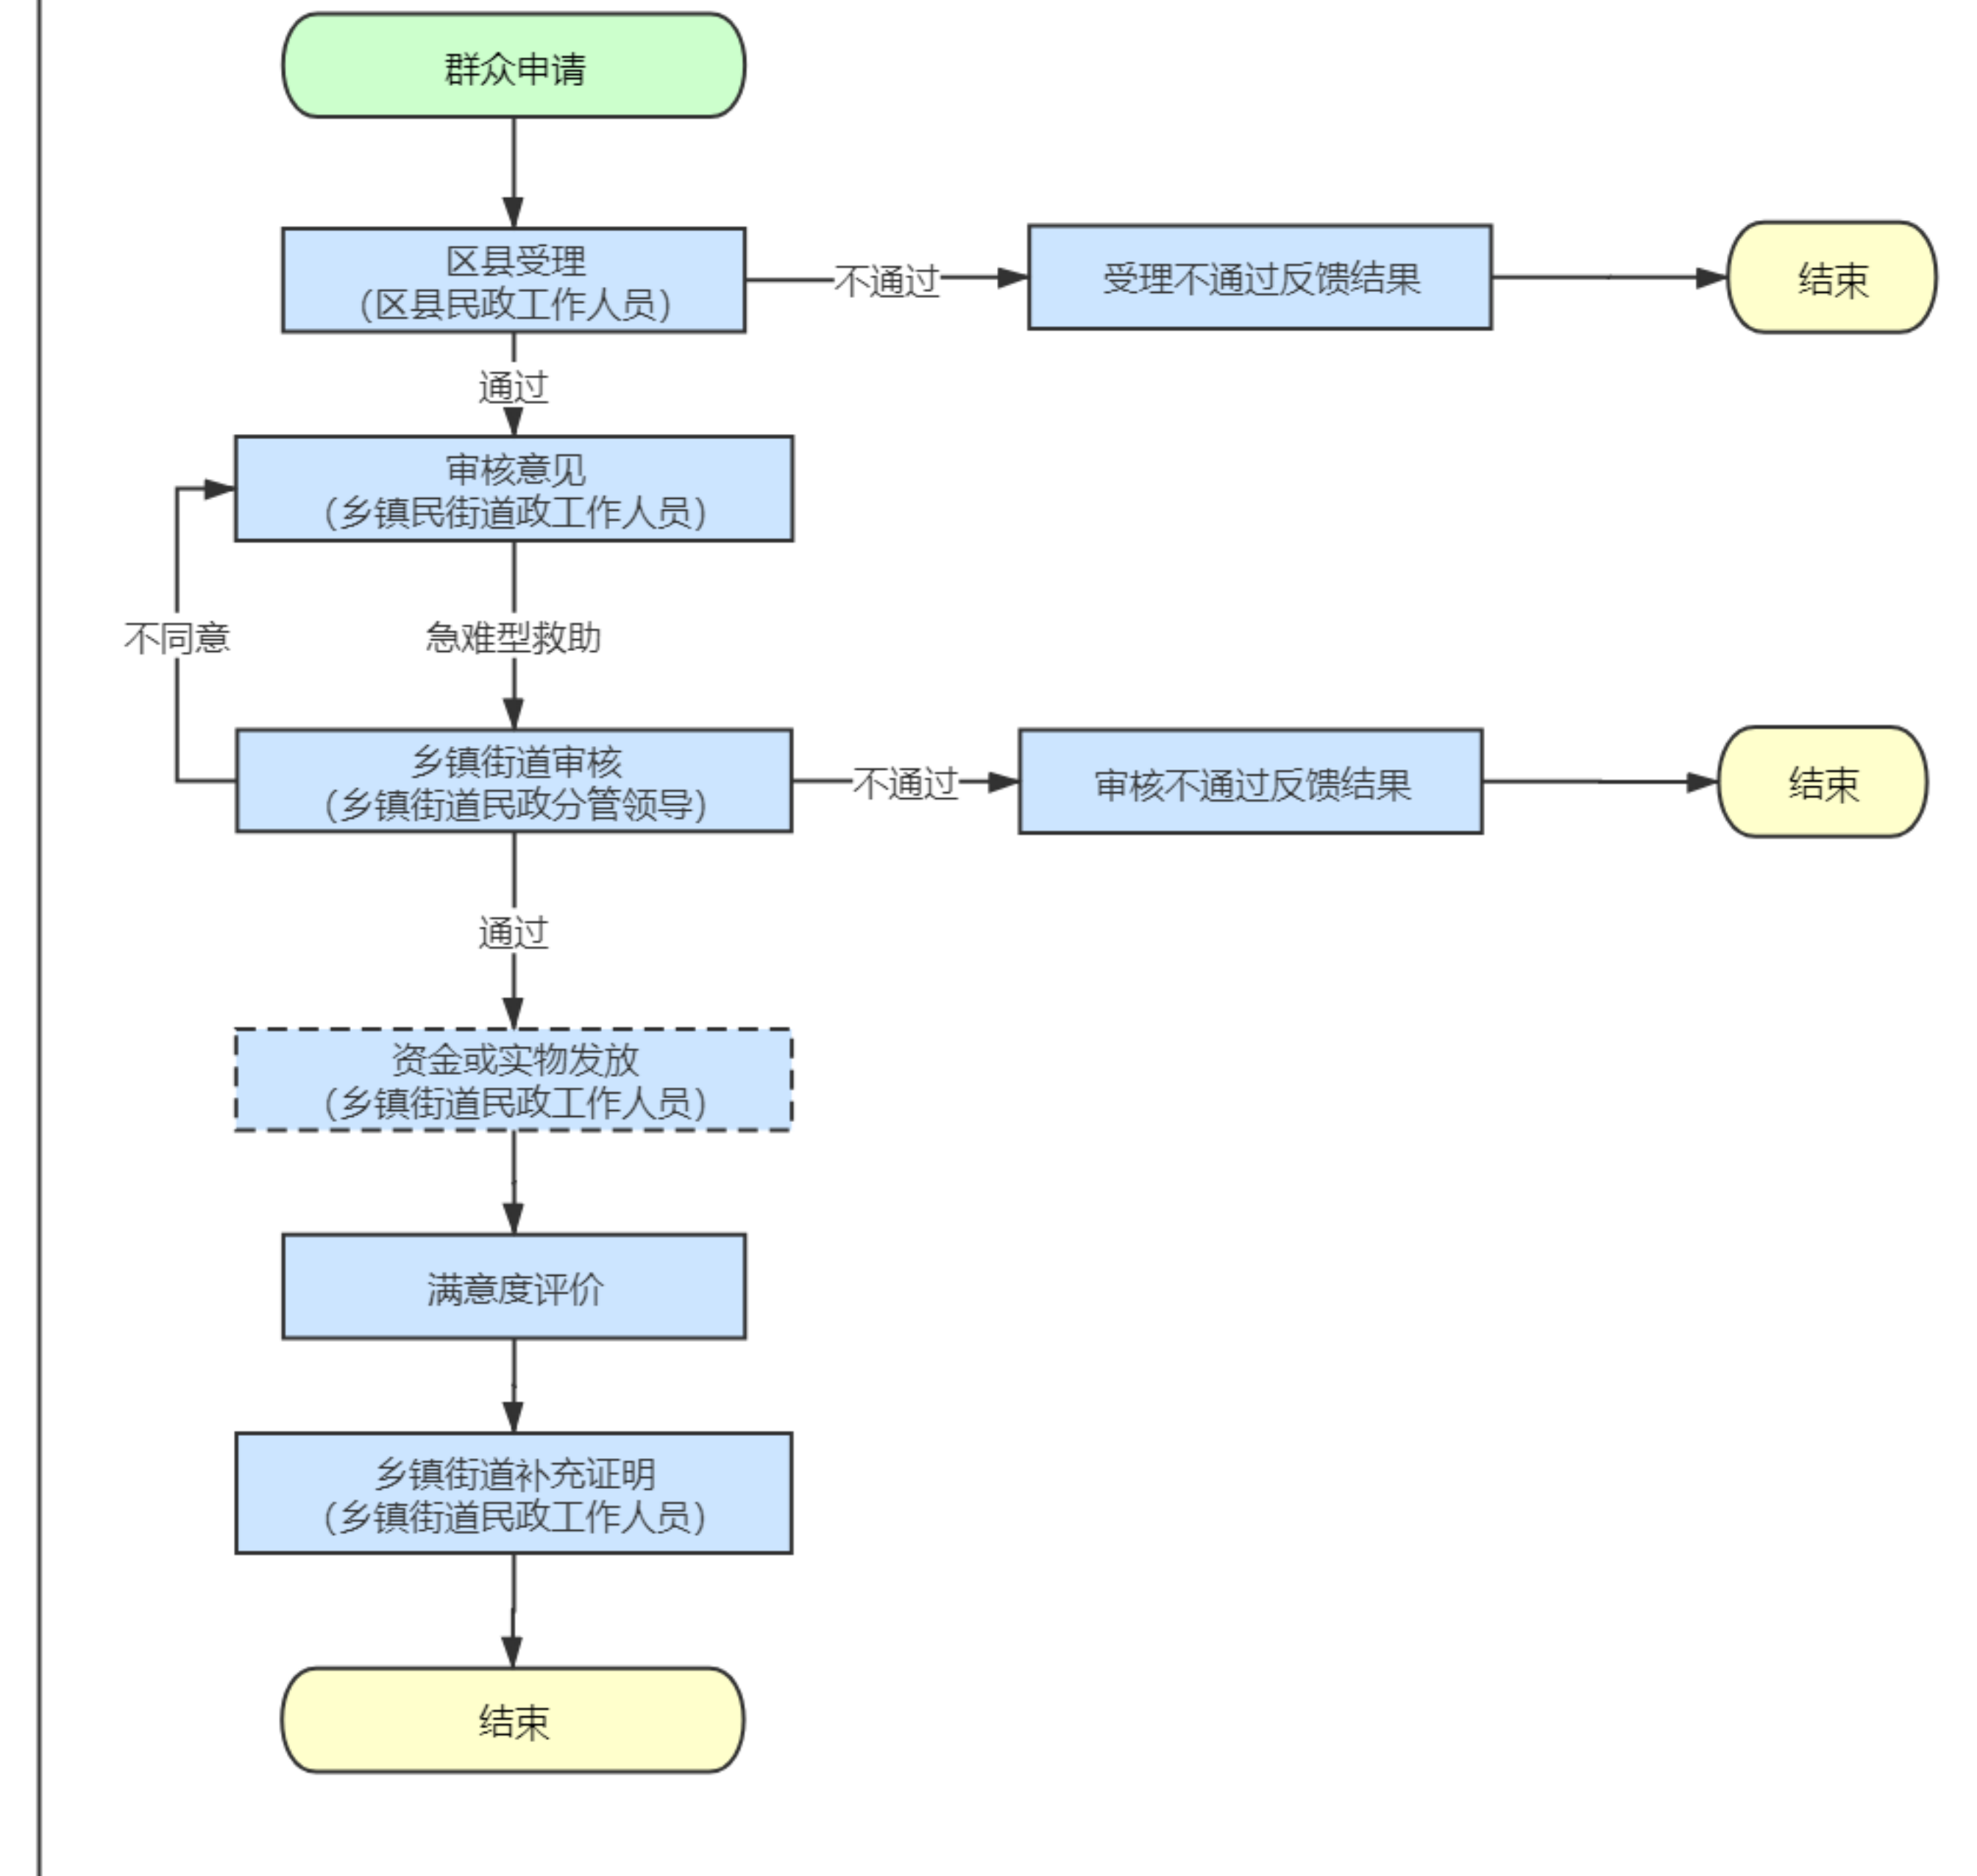 群众申请
区县受理
（区县民政工作人员）
不通过
受理不通过反馈结果
结束
通过
审核意见
（乡镇民街道政工作人员）
不同意
急难型救助
乡镇街道审核
（乡镇街道民政分管领导）
不通过
审核不通过反馈结果
结束
通过
资金或实物发放
（乡镇街道民政工作人员）
满意度评价
乡镇街道补充证明
（乡镇街道民政工作人员）
结束